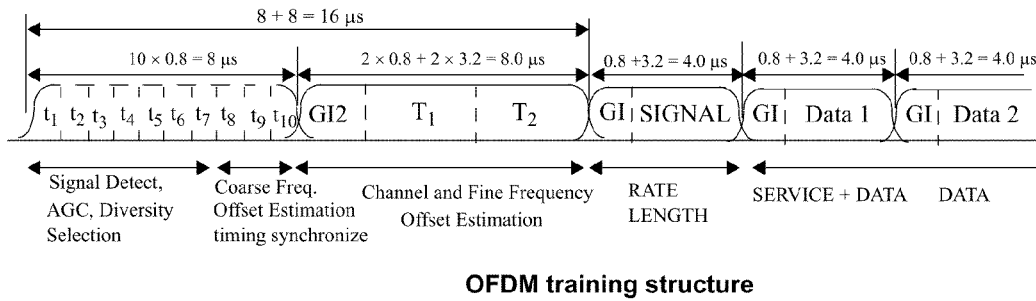 8 + 8 = 16 μs
10 × 0.8 = 8 μs
2 × 0.8 + 2 × 3.2 = 8.0 μs
0.8 +3.2 = 4.0 μs
0.8 + 3.2 = 4.0 μs
0.8 + 3.2 = 4.0 μs
t1 t2 t3 t4 t5 t6 t7 t8 t9 t10 GI2 T1 T2 GI SIGNAL GI Data 1 GI Data 2
Signal Detect,
AGC, Diversity
Selection
Coarse Freq.
Offset Estimation
timing synchronize
Channel and Fine Frequency
Offset Estimation
RATE
LENGTH
SERVICE + DATA
DATA
OFDM training structure